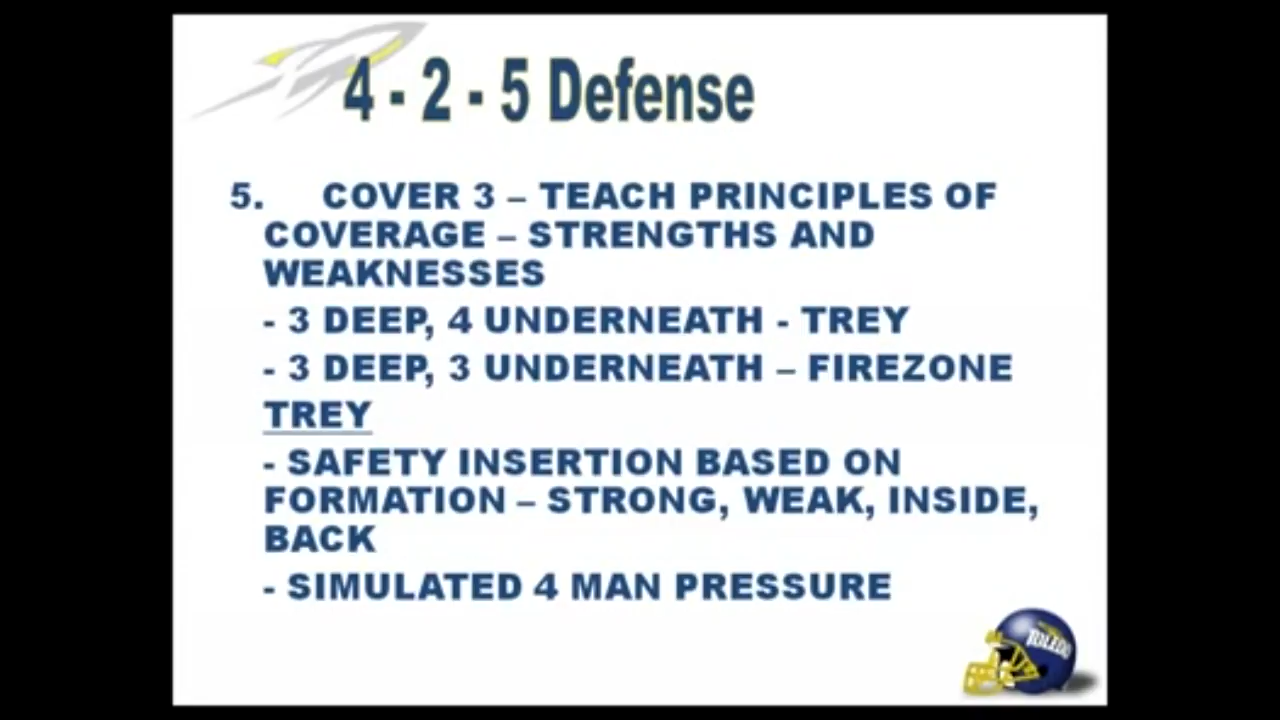 4 - 2 - 5 Defense
5. COVER 3 – TEACH PRINCIPLES OF
COVERAGE – STRENGTHS AND
WEAKNESSES
- 3 DEEP, 4 UNDERNEATH - TREY
- 3 DEEP, 3 UNDERNEATH – FIREZONE
TREY
- SAFETY INSERTION BASED ON
FORMATION – STRONG, WEAK, INSIDE,
BACK
- SIMULATED 4 MAN PRESSURE
TOLEDO